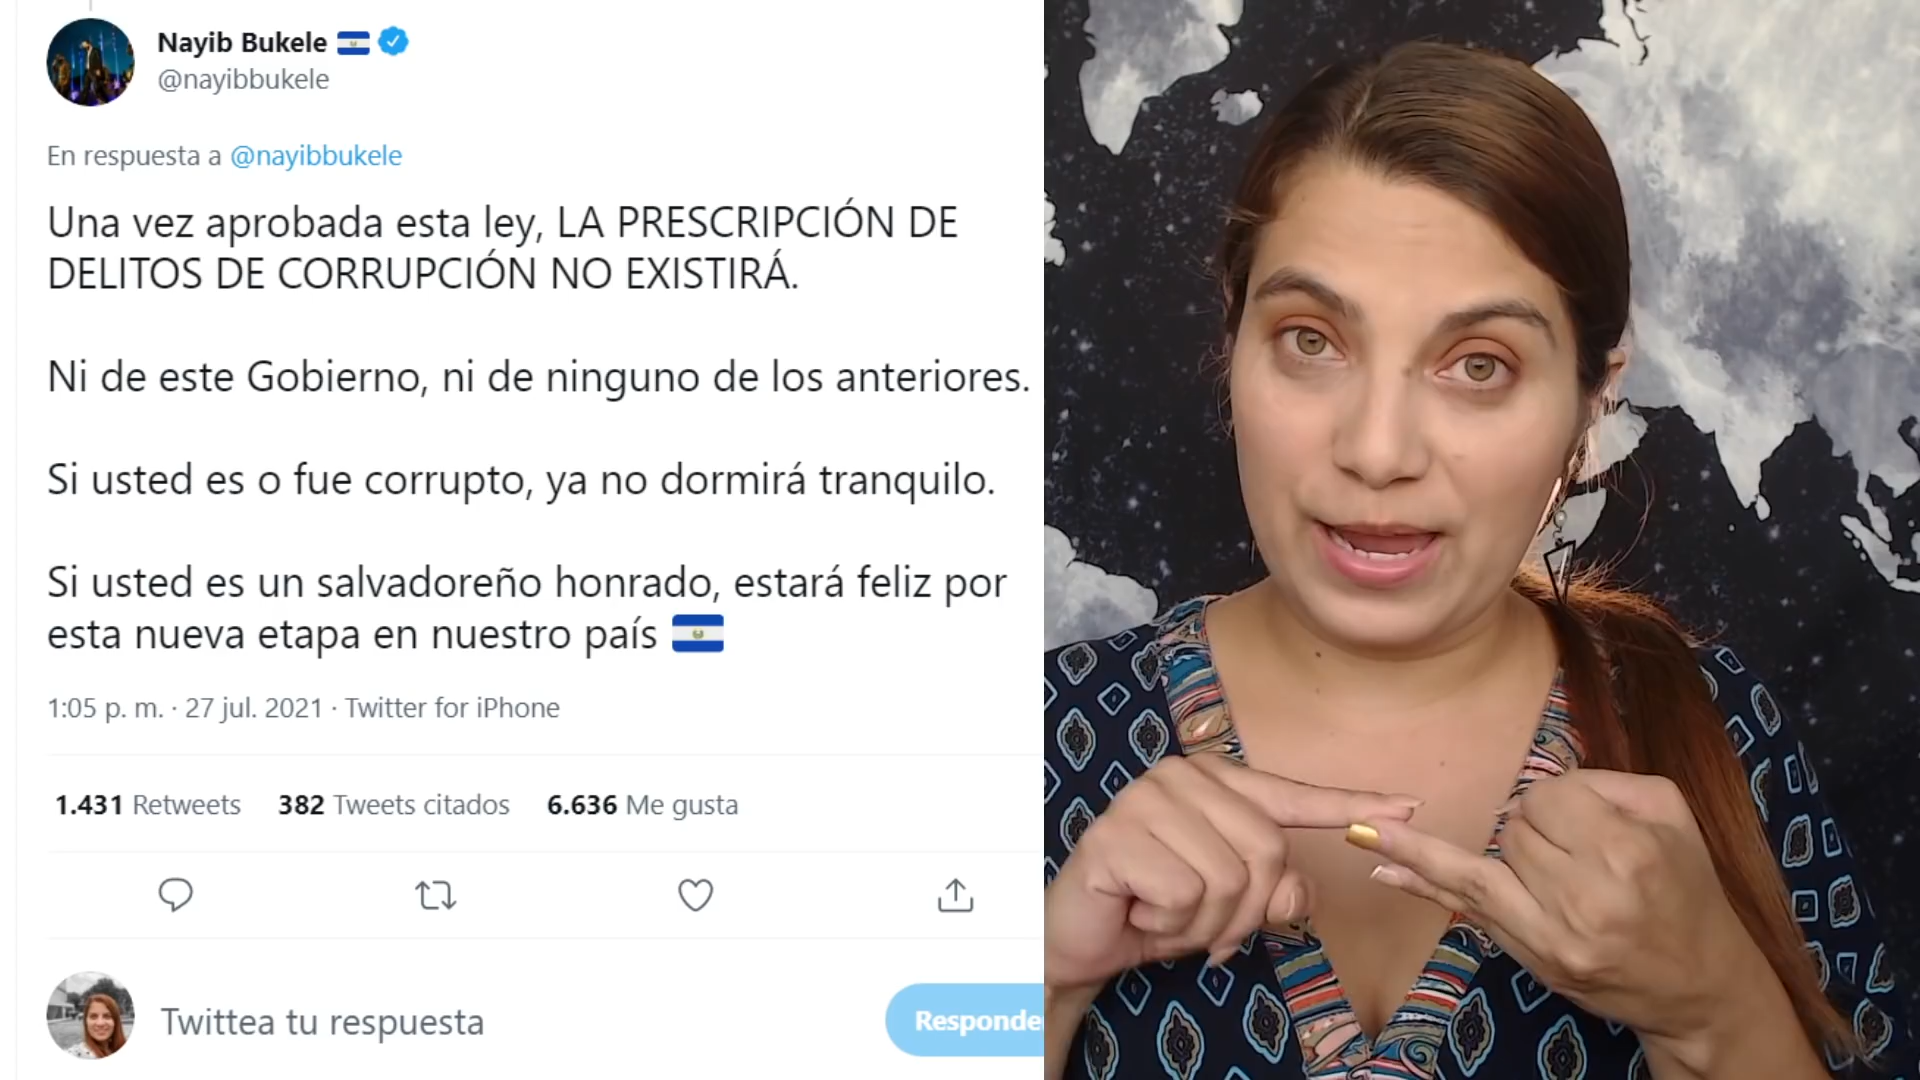 Nayib Bukele
@nayibbukele
En respuesta a @nayibbukele
Una vez aprobada esta ley, LA PRESCRIPCIÓN DE
DELITOS DE CORRUPCIÓN NO EXISTIRÁ.
Ni de este Gobierno, ni de ninguno de los anteriores.
Si usted es o fue corrupto, ya no dormirá tranquilo.
Si usted es un salvadoreño honrado, estará feliz por
esta nueva etapa en nuestro país
1:05 p. m. · 27 jul. 2021 · Twitter for iPhone
1.431 Retweets 382 Tweets citados 6.636 Me gusta
Twittea tu respuesta
Responde